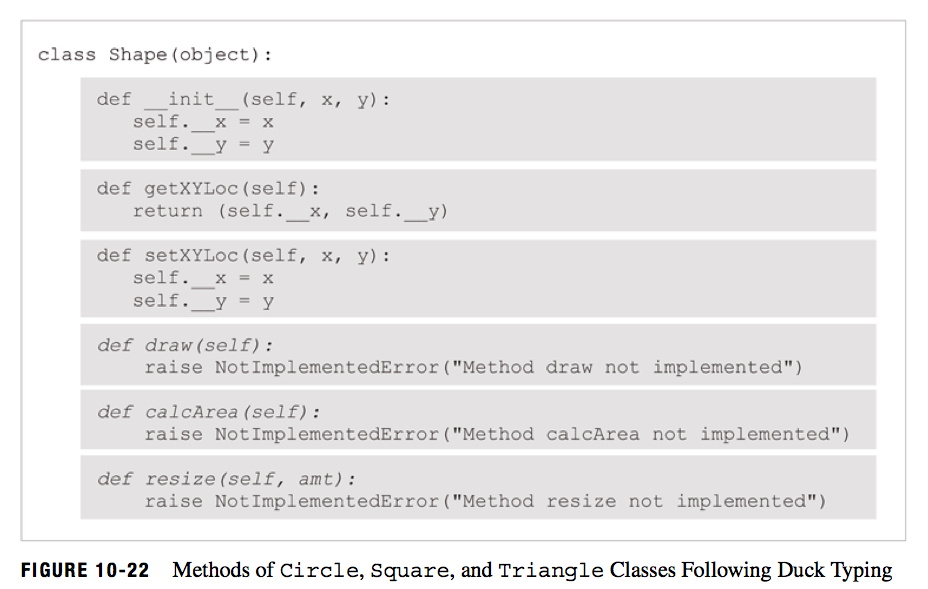 class Shape(object):
def __init__(self, x, y):
self.__x = x
self.__y = y
def getXYLoc(self):
return (self.__x, self.__y)
def setXYLoc(self, x, y):
self.__x = x
self.__y = y
def draw(self):
raise NotImplementedError("Method draw not implemented")
def calcArea(self):
raise NotImplementedError("Method calcArea not implemented")
def resize(self, amt):
raise NotImplementedError("Method resize not implemented")
FIGURE 10-22 Methods of Circle, Square, and Triangle Classes Following Duck Typing